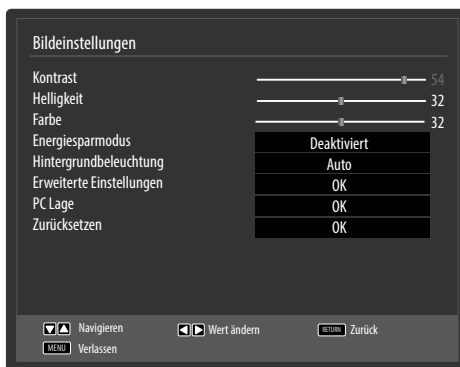 Bildeinstellungen
Kontrast 54
Helligkeit 32
Farbe 32
Energiesparmodus Deaktiviert
Hintergrundbeleuchtung Auto
Erweiterte Einstellungen OK
PC Lage OK
Zurücksetzen OK
Navigieren Wert ändern RETURN Zurück
MENU Verlassen